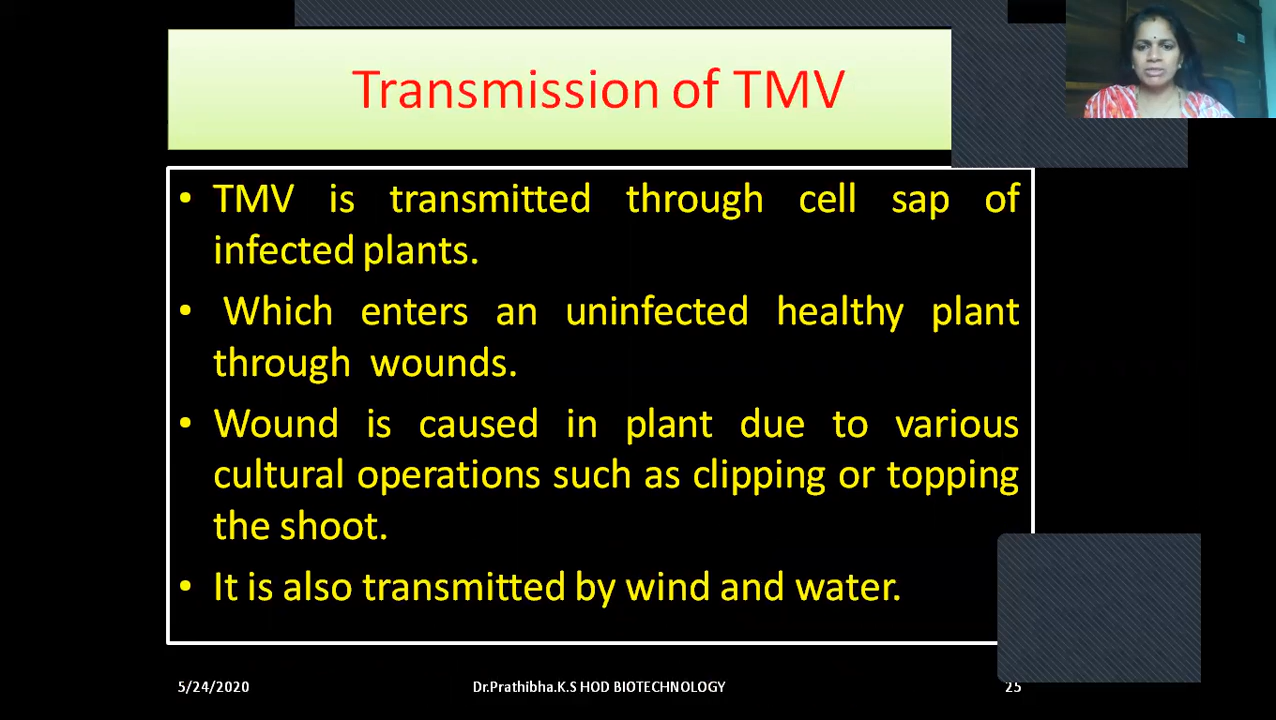 Transmission of TMV
• TMV is transmitted through cell sap of
infected plants.
• Which enters an uninfected healthy plant
through wounds.
• Wound is caused in plant due to various
cultural operations such as clipping or topping
the shoot.
• It is also transmitted by wind and water.
5/24/2020 Dr.Prathibha.K.S HOD BIOTECHNOLOGY 25